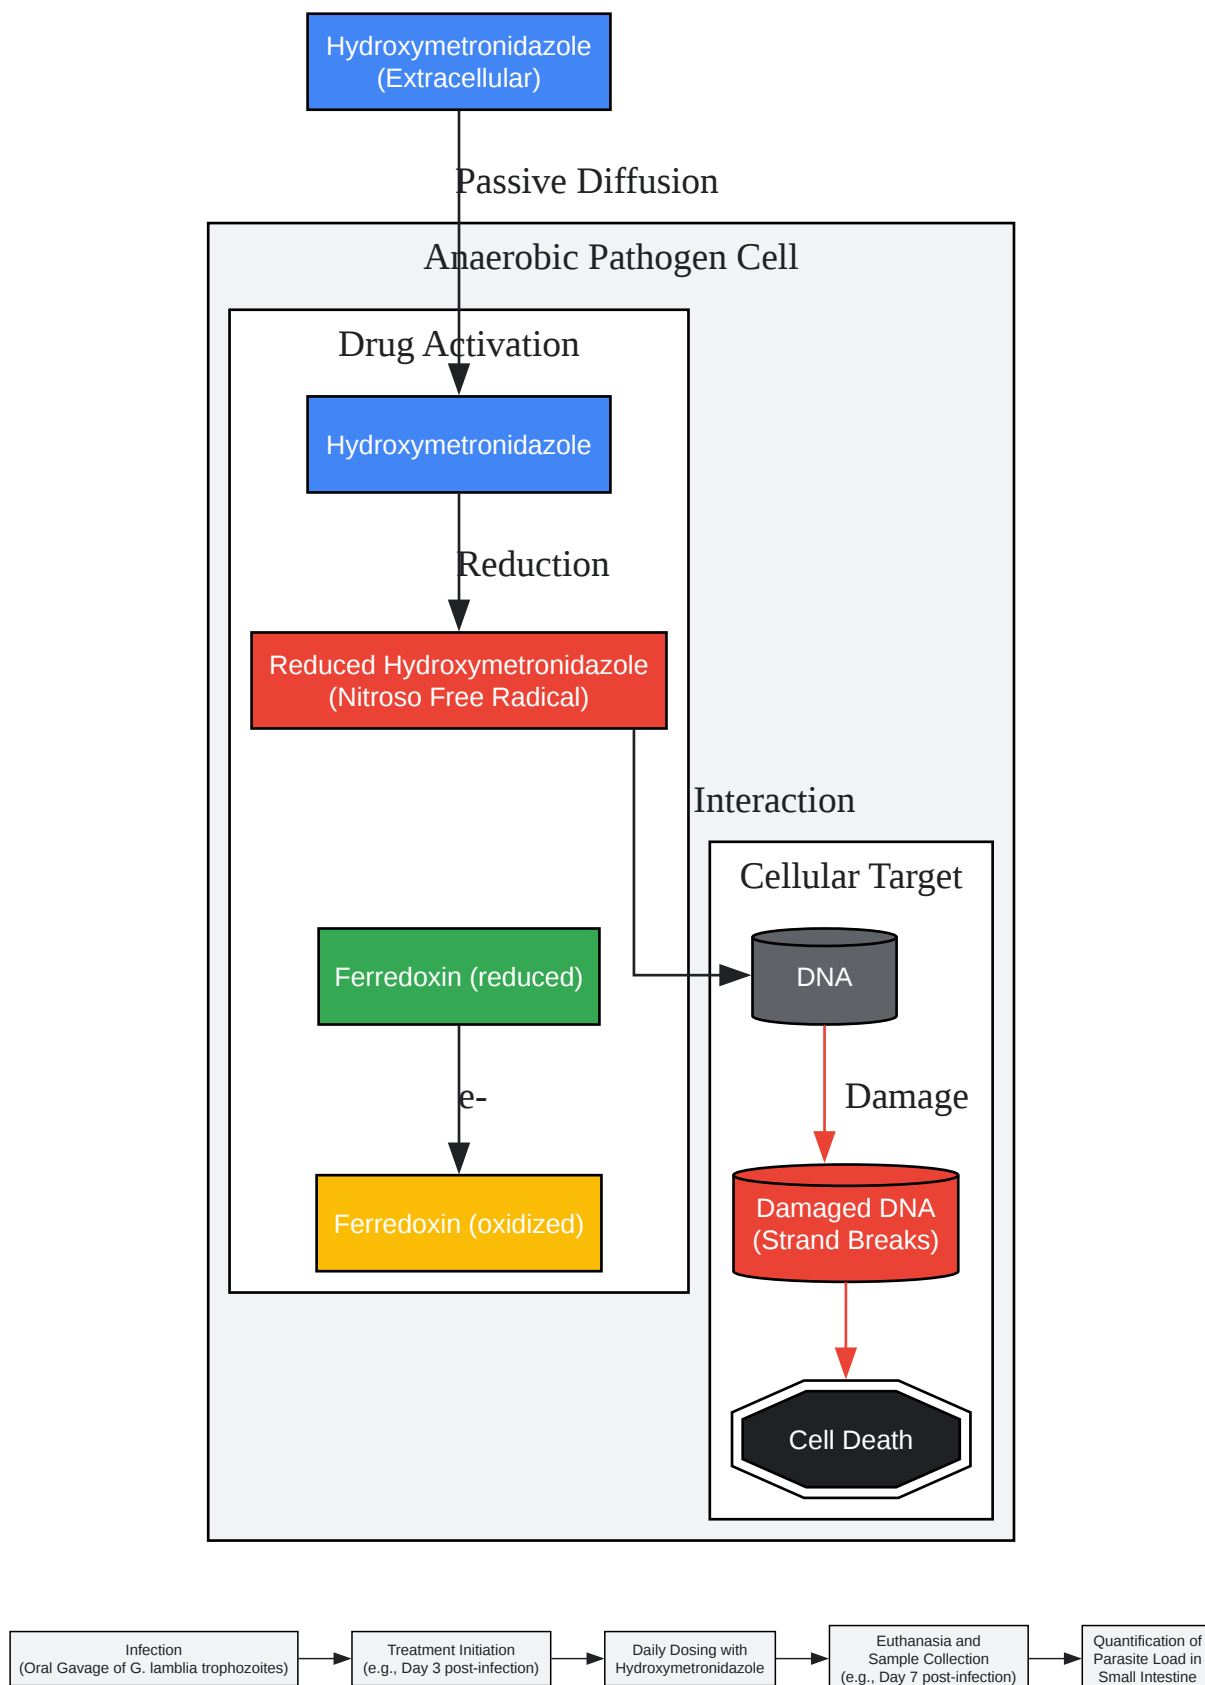 Hydroxymetronidazole
(Extracellular)
Passive Diffusion
Anaerobic Pathogen Cell
Drug Activation
Hydroxymetronidazole
Reduction
Reduced Hydroxymetronidazole
(Nitroso Free Radical)
Interaction
Cellular Target
Ferredoxin (reduced)
DNA
e-
Damage
Ferredoxin (oxidized)
Damaged DNA
(Strand Breaks)
Cell Death
Infection
(Oral Gavage of G. lamblia trophozoites)
Treatment Initiation
(e.g., Day 3 post-infection)
Daily Dosing with
Hydroxymetronidazole
Euthanasia and
Sample Collection
(e.g., Day 7 post-infection)
Quantification of
Parasite Load in
Small Intestine